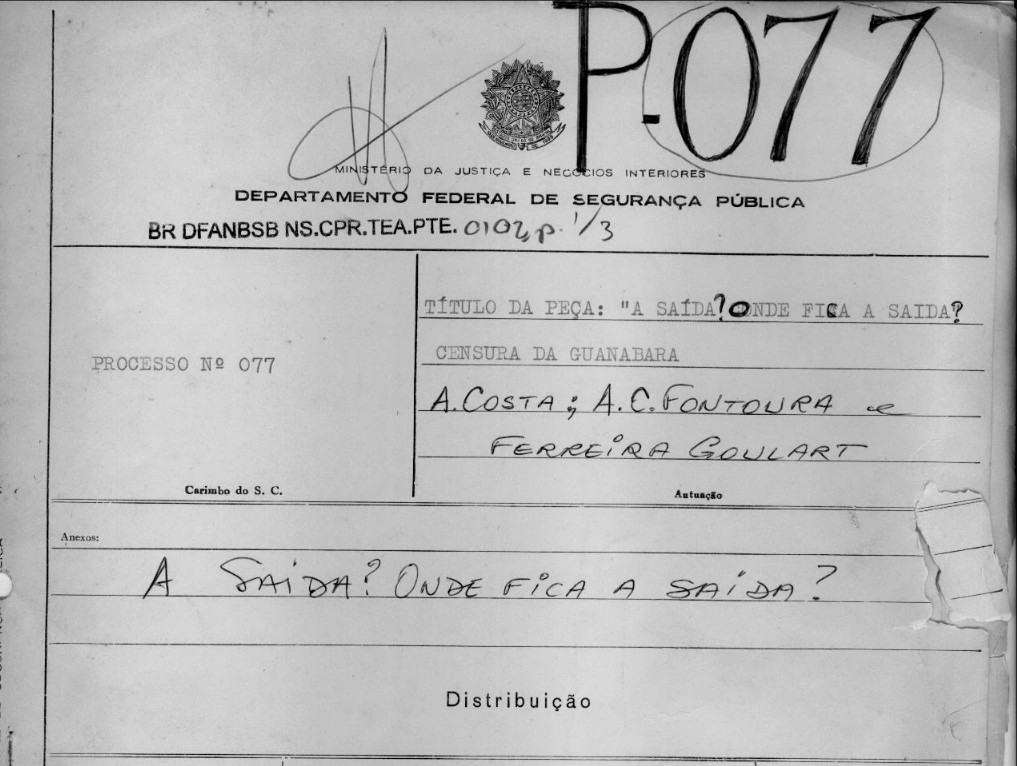 P-077
MINISTÉRIO DA JUSTIÇA E NEGÓCIOS INTERIORES
DEPARTAMENTO FEDERAL DE SEGURANÇA PÚBLICA
BR DFANBSB NS.CPR.TEA.PTE. 0102, p. 1/3
PROCESSO Nº 077
Carimbo do S. C.
TÍTULO DA PEÇA: "A SAÍDA? ONDE FICA A SAIDA?
CENSURA DA GUANABARA
A. COSTA; A. C. FONTOURA e
FERREIRA GOULART
Autuação
Anexos:
A SAIDA? ONDE FICA A SAÍDA?
Distribuição